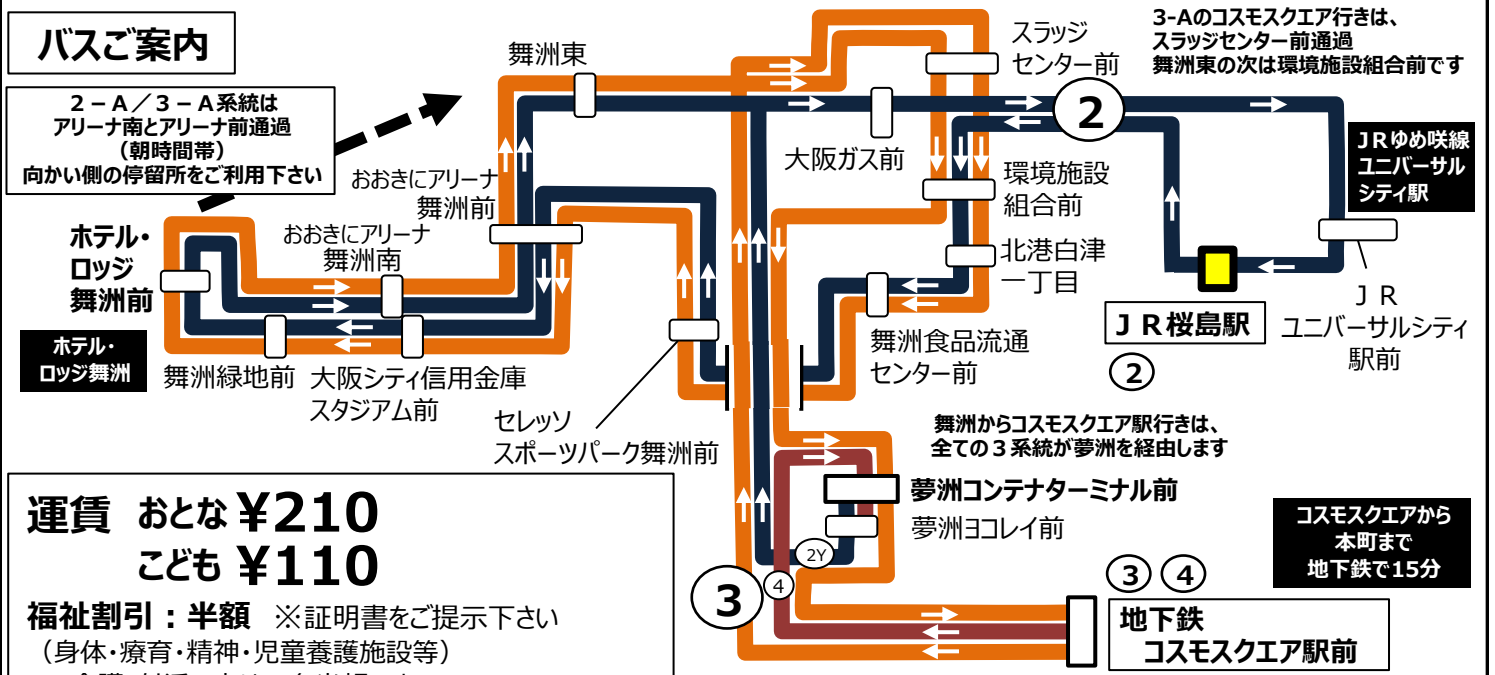 バスご案内
2－A／3－A系統は
アリーナ南とアリーナ前通過
（朝時間帯）
向かい側の停留所をご利用下さい
舞洲東
スラッジ
センター前
3-Aのコスモスクエア行きは、
スラッジセンター前通過
舞洲東の次は環境施設組合前です
②
大阪ガス前
JRゆめ咲線
ユニバーサル
シティ駅
おおきにアリーナ
舞洲前
環境施設
組合前
ホテル・
ロッジ
舞洲前
おおきにアリーナ
舞洲南
北港白津
一丁目
JR桜島駅
②
JR
ユニバーサルシティ
駅前
ホテル・
ロッジ舞洲
舞洲緑地前
大阪シティ信用金庫
スタジアム前
舞洲食品流通
センター前
セレッソ
スポーツパーク舞洲前
舞洲からコスモスクエア駅行きは、
全ての3系統が夢洲を経由します
夢洲コンテナターミナル前
夢洲ヨコレイ前
2Y
③
④
コスモスクエアから
本町まで
地下鉄で15分
③ ④
地下鉄
コスモスクエア駅前
運賃 おとな ¥210
こども ¥110
福祉割引：半額 ※証明書をご提示下さい
（身体・療育・精神・児童養護施設等）